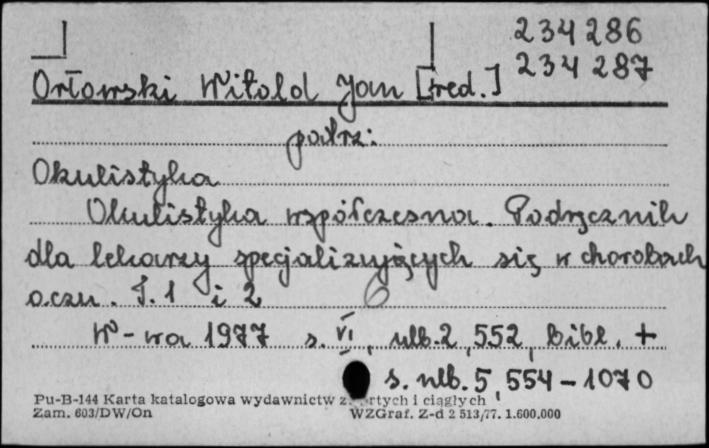 234286
234287
Orłowski Witold Jan [red.]
patrz:
Okulistyka
Okulistyka współczesna. Podręcznik
dla lekarzy specjalizujących się w chorobach
oczu. T. 1 i 2
W-wa 1977 s. VI, nlb. 2, 552, bibl. +
s. nlb. 5, 554-1070
Pu-B-144 Karta katalogowa wydawnictw z rtych i ciągłych
Zam. 603/DW/On WZGraf. Z-d 2 513/77. 1.600.000